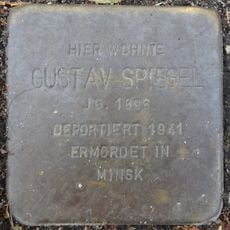 HIER WOHNTE
GUSTAV SPIEGEL
JG.
DEPORTIERT 1941
ERMORDET IN
MINSK